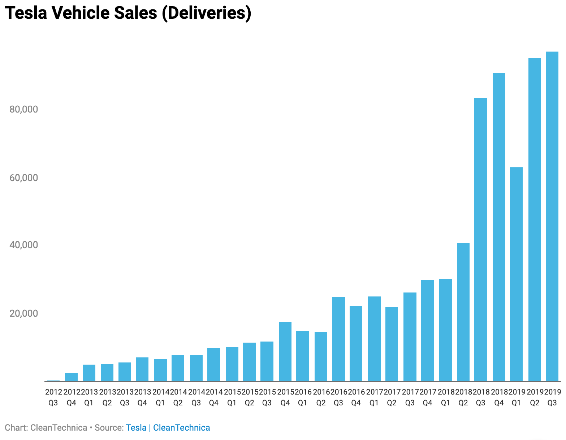 Tesla Vehicle Sales (Deliveries)
80,000
60,000
40,000
20,000
2012 2012 2013 2013 2013 2013 2014 2014 2014 2014 2015 2015 2015 2015 2016 2016 2016 2016 2017 2017 2017 2017 2018 2018 2018 2018 2019 2019 2019
Q3 Q4 Q1 Q2 Q3 Q4 Q1 Q2 Q3 Q4 Q1 Q2 Q3 Q4 Q1 Q2 Q3 Q4 Q1 Q2 Q3 Q4 Q1 Q2 Q3 Q4 Q1 Q2 Q3
Chart: CleanTechnica • Source: Tesla | CleanTechnica